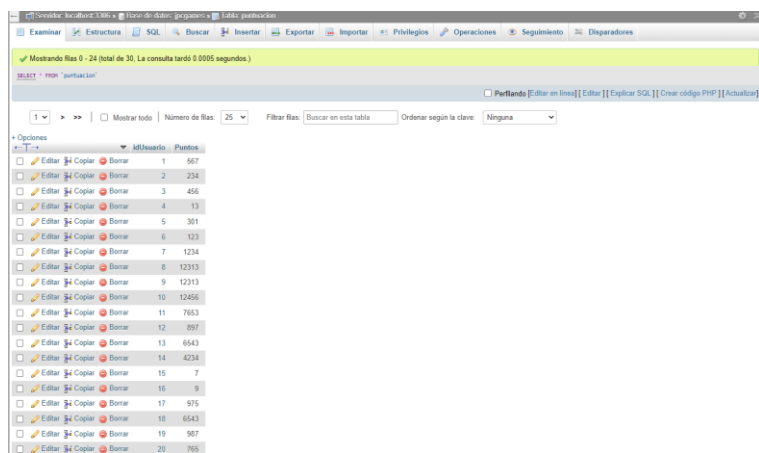 Servidor: localhost:3306 » Base de datos: jpcgames » Tabla: puntuacion
Examinar Estructura SQL Buscar Insertar Exportar Importar Privilegios Operaciones Seguimiento Disparadores
Mostrando filas 0 - 24 (total de 30, La consulta tardó 0.0005 segundos.)
SELECT * FROM `puntuacion`
Perfilando [Editar en línea] [ Editar ] [ Explicar SQL ] [ Crear código PHP ] [ Actualizar]
1 > >> Mostrar todo Número de filas: 25 Filtrar filas: Buscar en esta tabla Ordenar según la clave: Ninguna
+ Opciones
←T→ idUsuario Puntos
Editar Copiar Borrar 1 567
Editar Copiar Borrar 2 234
Editar Copiar Borrar 3 456
Editar Copiar Borrar 4 13
Editar Copiar Borrar 5 301
Editar Copiar Borrar 6 123
Editar Copiar Borrar 7 1234
Editar Copiar Borrar 8 12313
Editar Copiar Borrar 9 12313
Editar Copiar Borrar 10 12456
Editar Copiar Borrar 11 7653
Editar Copiar Borrar 12 897
Editar Copiar Borrar 13 6543
Editar Copiar Borrar 14 4234
Editar Copiar Borrar 15 7
Editar Copiar Borrar 16 9
Editar Copiar Borrar 17 975
Editar Copiar Borrar 18 6543
Editar Copiar Borrar 19 987
Editar Copiar Borrar 20 765